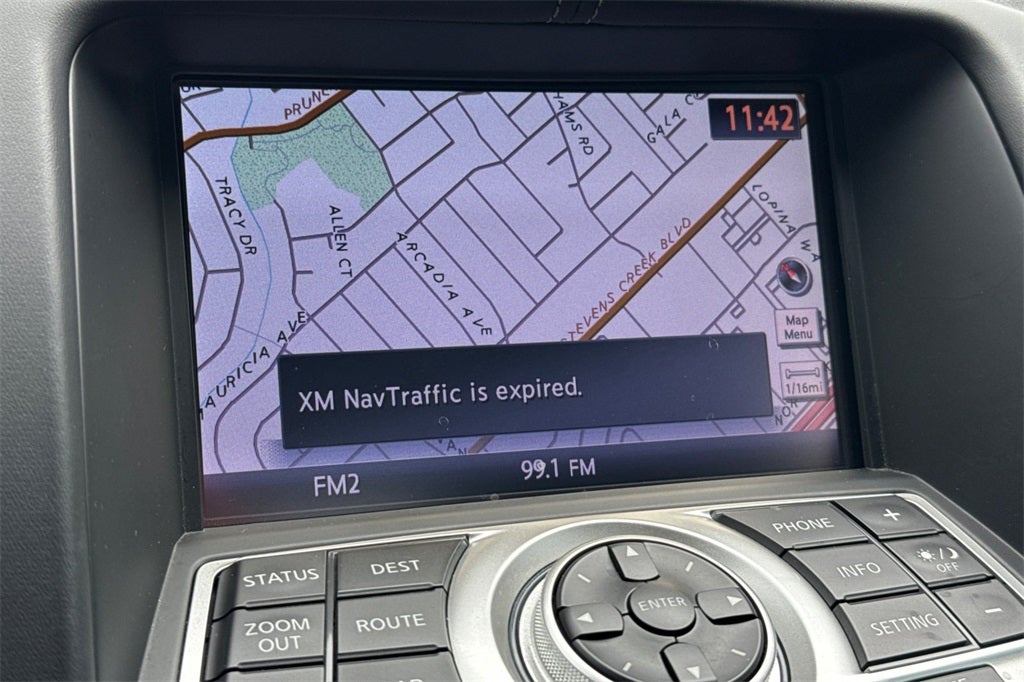 PRUNE
11:42
HAMS RD
GALA C
TRACY DR
ALLEN CT
ARCADIA AVE
LOPINA WA
STEVENS CREEK BLVD
MAURICIA AVE
Map
Menu
1/16mi
XM NavTraffic is expired.
FM2
99.1 FM
STATUS
DEST
ZOOM
OUT
ROUTE
ENTER
PHONE
+
INFO
OFF
SETTING
−